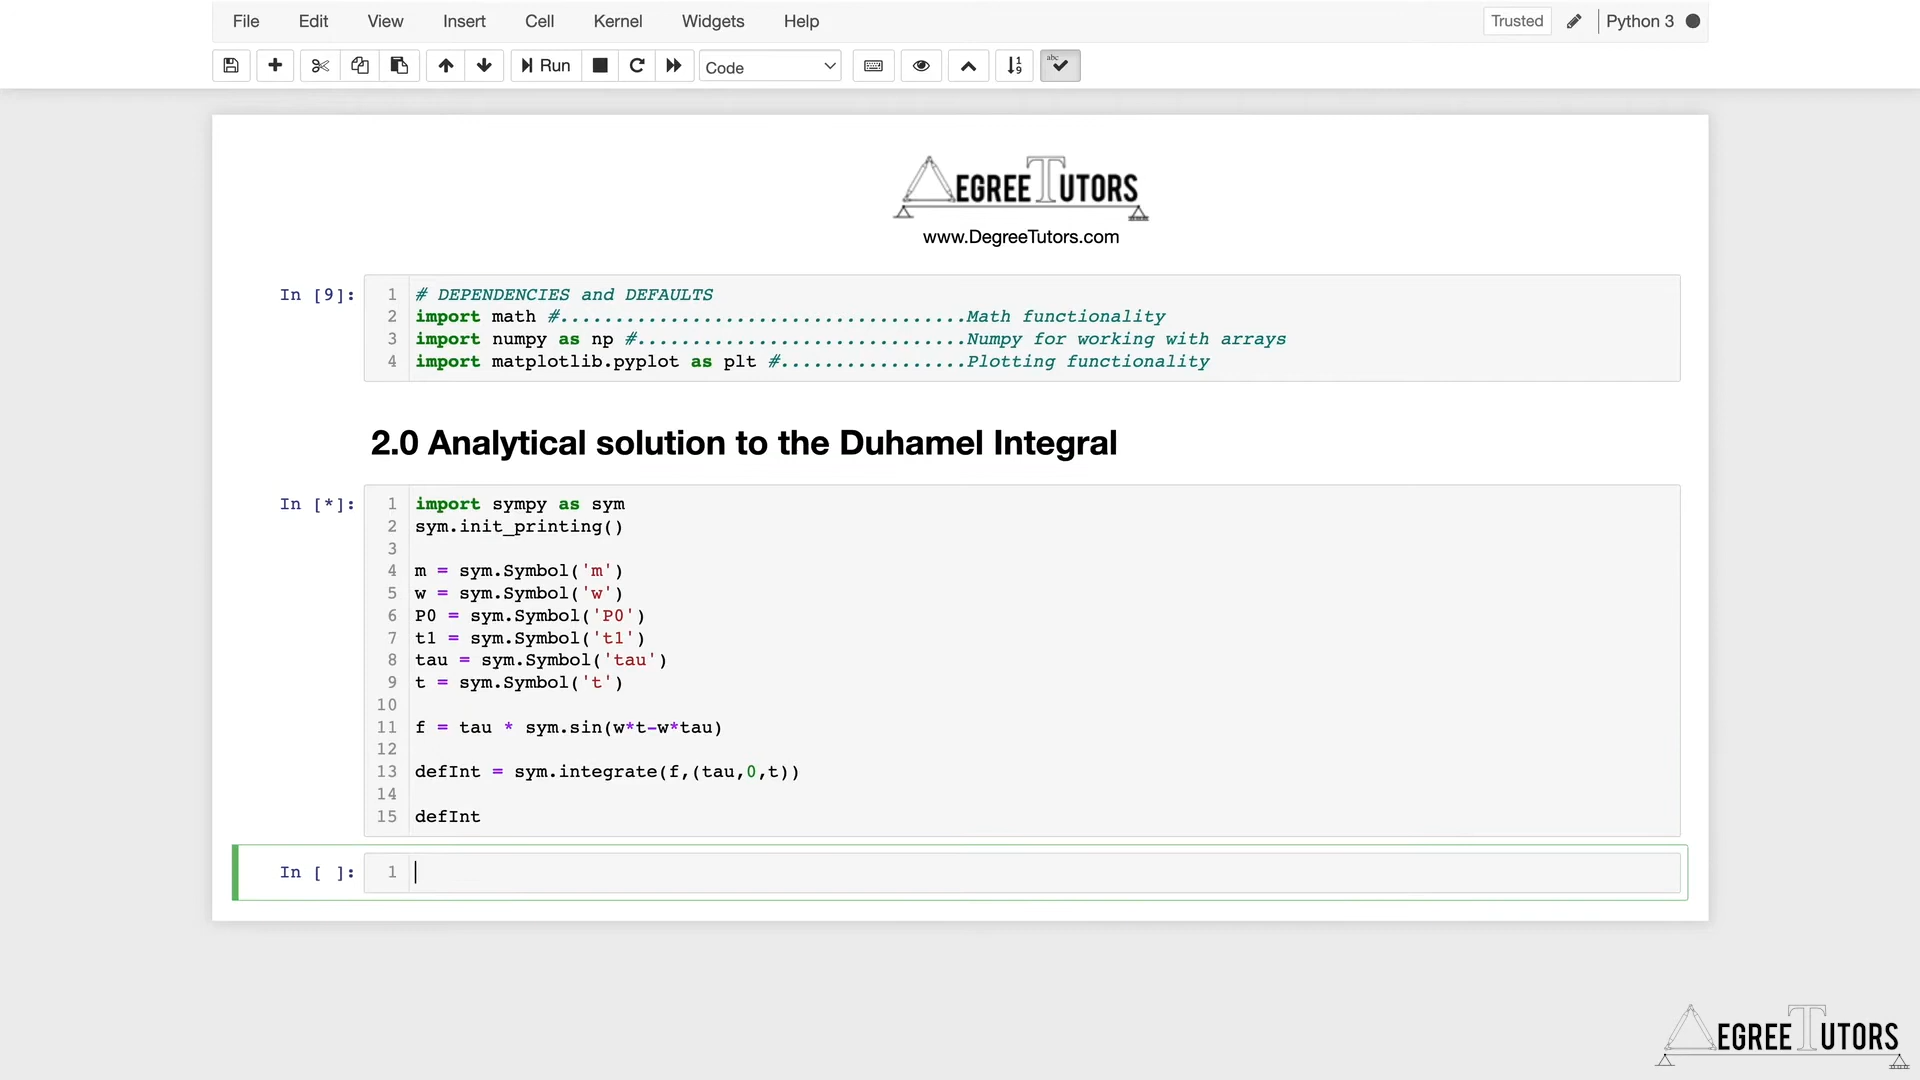 File Edit View Insert Cell Kernel Widgets Help Trusted Python 3
Run Code
DEGREE TUTORS
www.DegreeTutors.com
In [9]:
1 # DEPENDENCIES and DEFAULTS
2 import math #.....................................Math functionality
3 import numpy as np #..............................Numpy for working with arrays
4 import matplotlib.pyplot as plt #.................Plotting functionality
2.0 Analytical solution to the Duhamel Integral
In [*]:
1 import sympy as sym
2 sym.init_printing()
3
4 m = sym.Symbol('m')
5 w = sym.Symbol('w')
6 P0 = sym.Symbol('P0')
7 t1 = sym.Symbol('t1')
8 tau = sym.Symbol('tau')
9 t = sym.Symbol('t')
10
11 f = tau * sym.sin(w*t-w*tau)
12
13 defInt = sym.integrate(f,(tau,0,t))
14
15 defInt
In [ ]: 1
DEGREE TUTORS